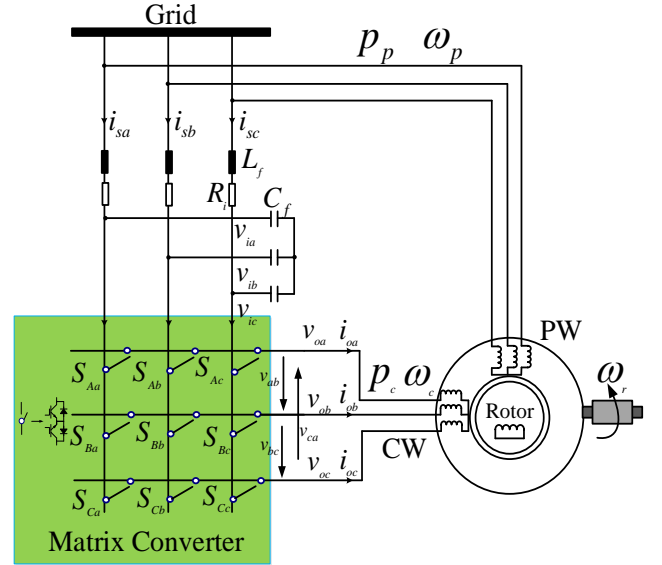 Grid
p_p ω_p
i_sa i_sb i_sc
L_f
R_i C_f
v_ia
v_ib
v_ic
PW
S_Aa S_Ab S_Ac v_oa i_oa
v_ab p_c ω_c ω_r
S_Ba S_Bb S_Bc v_ob i_ob Rotor
v_bc v_ca CW
S_Ca S_Cb S_Cc v_oc i_oc
Matrix Converter